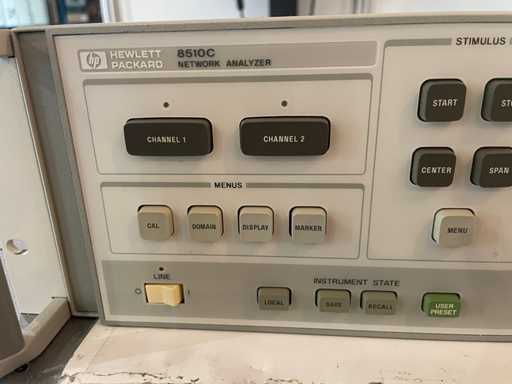 hp HEWLETT PACKARD
8510C
NETWORK ANALYZER
STIMULUS
CHANNEL 1
CHANNEL 2
START
CENTER
SPAN
MENUS
CAL
DOMAIN
DISPLAY
MARKER
MENU
LINE
O
I
INSTRUMENT STATE
LOCAL
SAVE
RECALL
USER PRESET